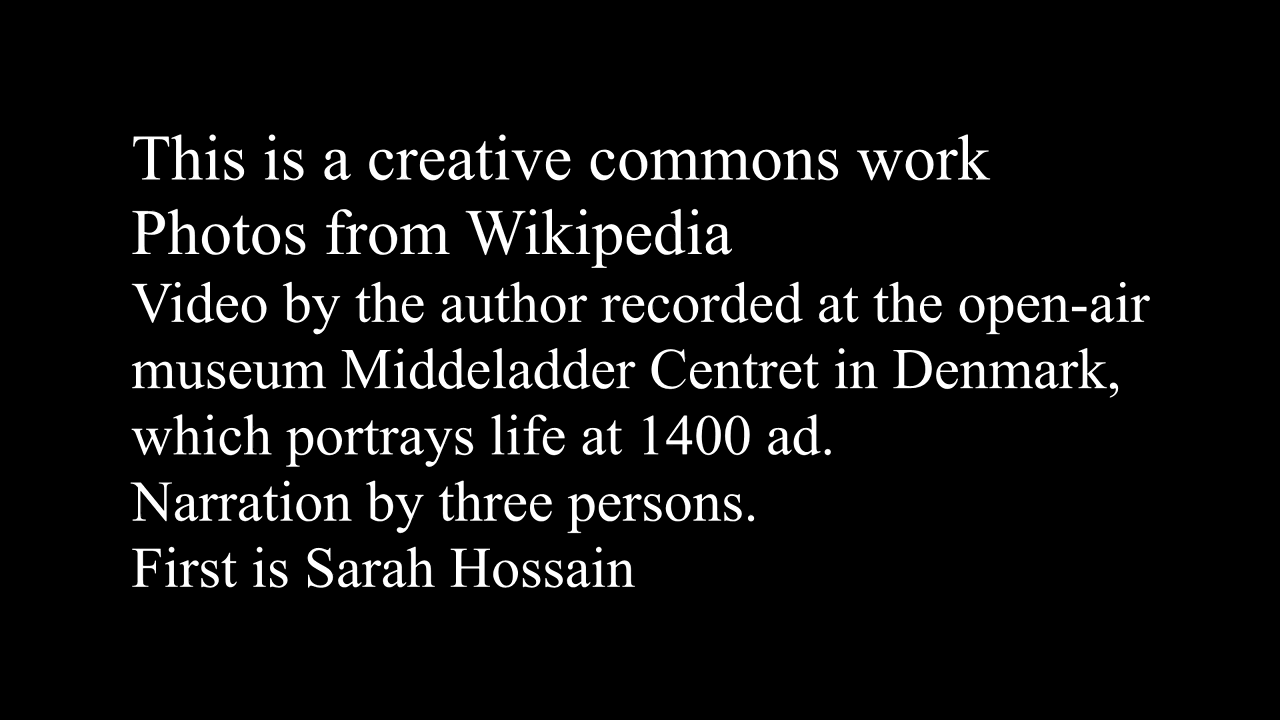 This is a creative commons work
Photos from Wikipedia
Video by the author recorded at the open-air
museum Middeladder Centret in Denmark,
which portrays life at 1400 ad.
Narration by three persons.
First is Sarah Hossain